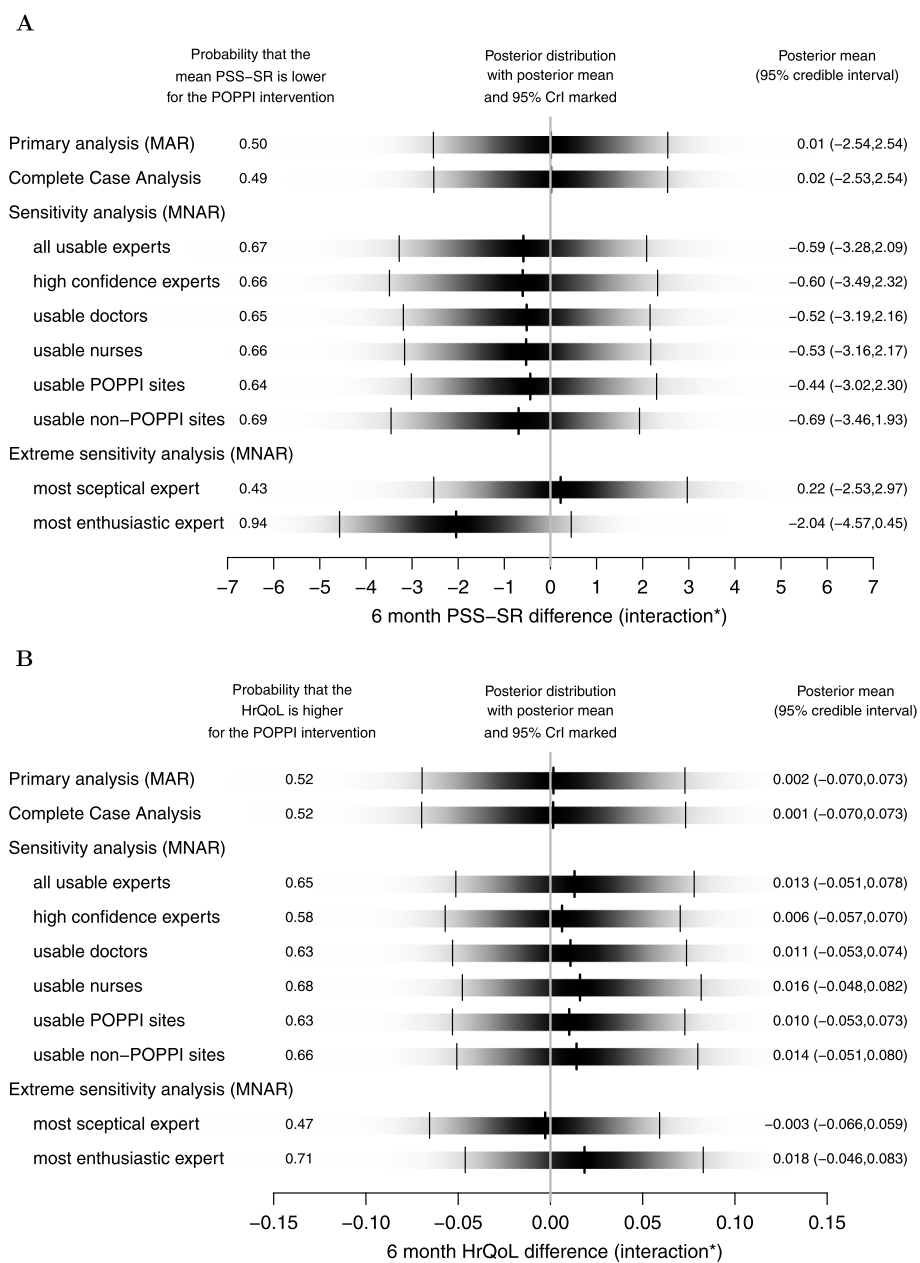 A
Probability that the
mean PSS−SR is lower
for the POPPI intervention
Posterior distribution
with posterior mean
and 95% CrI marked
Posterior mean
(95% credible interval)
Primary analysis (MAR) 0.50 0.01 (−2.54,2.54)
Complete Case Analysis 0.49 0.02 (−2.53,2.54)
Sensitivity analysis (MNAR)
all usable experts 0.67 −0.59 (−3.28,2.09)
high confidence experts 0.66 −0.60 (−3.49,2.32)
usable doctors 0.65 −0.52 (−3.19,2.16)
usable nurses 0.66 −0.53 (−3.16,2.17)
usable POPPI sites 0.64 −0.44 (−3.02,2.30)
usable non−POPPI sites 0.69 −0.69 (−3.46,1.93)
Extreme sensitivity analysis (MNAR)
most sceptical expert 0.43 0.22 (−2.53,2.97)
most enthusiastic expert 0.94 −2.04 (−4.57,0.45)
−7 −6 −5 −4 −3 −2 −1 0 1 2 3 4 5 6 7
6 month PSS−SR difference (interaction*)
B
Probability that the
HrQoL is higher
for the POPPI intervention
Posterior distribution
with posterior mean
and 95% CrI marked
Posterior mean
(95% credible interval)
Primary analysis (MAR) 0.52 0.002 (−0.070,0.073)
Complete Case Analysis 0.52 0.001 (−0.070,0.073)
Sensitivity analysis (MNAR)
all usable experts 0.65 0.013 (−0.051,0.078)
high confidence experts 0.58 0.006 (−0.057,0.070)
usable doctors 0.63 0.011 (−0.053,0.074)
usable nurses 0.68 0.016 (−0.048,0.082)
usable POPPI sites 0.63 0.010 (−0.053,0.073)
usable non−POPPI sites 0.66 0.014 (−0.051,0.080)
Extreme sensitivity analysis (MNAR)
most sceptical expert 0.47 −0.003 (−0.066,0.059)
most enthusiastic expert 0.71 0.018 (−0.046,0.083)
−0.15 −0.10 −0.05 0.00 0.05 0.10 0.15
6 month HrQoL difference (interaction*)